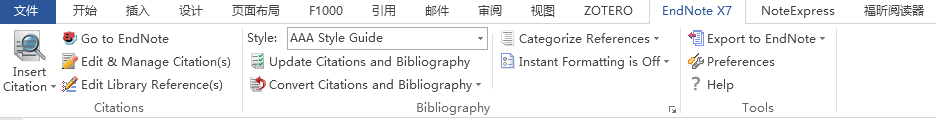 文件 开始 插入 设计 页面布局 F1000 引用 邮件 审阅 视图 ZOTERO EndNote X7 NoteExpress 福昕阅读器
Insert Citation
Go to EndNote
Edit & Manage Citation(s)
Edit Library Reference(s)
Citations
Style: AAA Style Guide
Update Citations and Bibliography
Convert Citations and Bibliography
Categorize References
Instant Formatting is Off
Bibliography
Export to EndNote
Preferences
Help
Tools